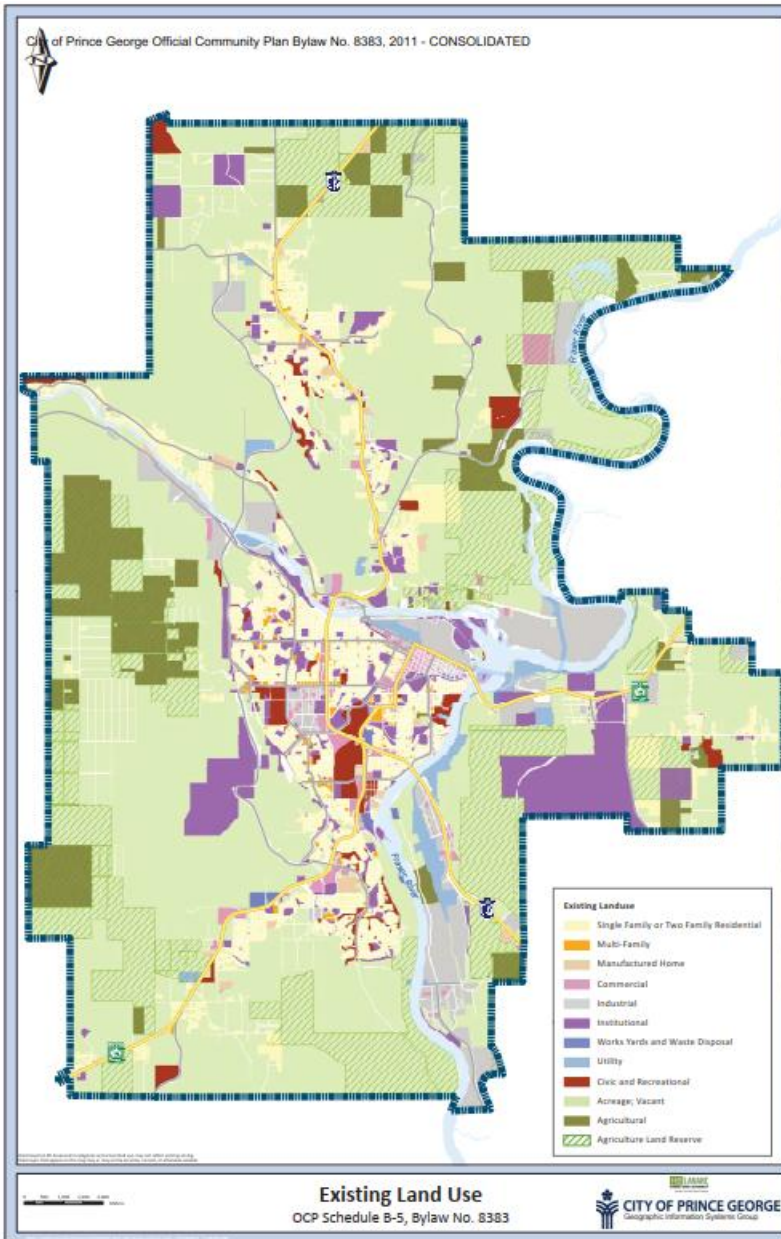 City of Prince George Official Community Plan Bylaw No. 8383, 2011 - CONSOLIDATED
Fraser River
Fraser River
Existing Landuse
Single Family or Two Family Residential
Multi-Family
Manufactured Home
Commercial
Industrial
Institutional
Works Yards and Waste Disposal
Utility
Civic and Recreational
Acreage; Vacant
Agricultural
Agriculture Land Reserve
Existing Land Use
OCP Schedule B-5, Bylaw No. 8383
LANARC
CITY OF PRINCE GEORGE
Geographic Information Systems Group